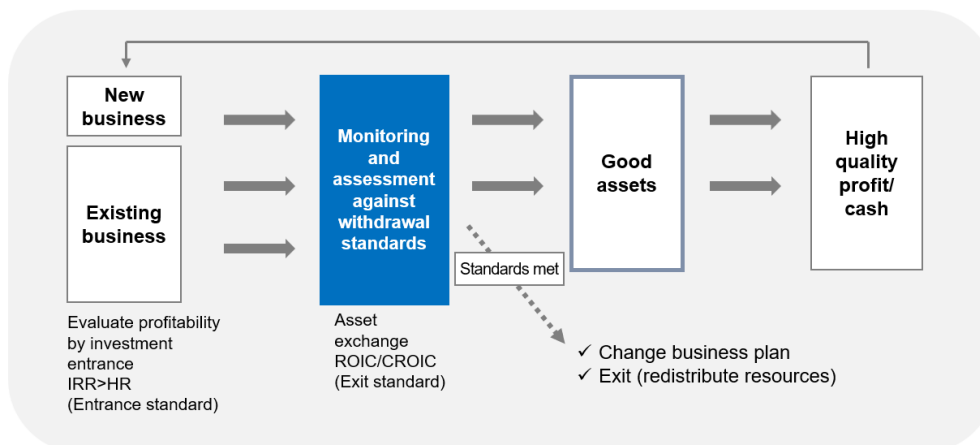 New
business
Existing
business
Evaluate profitability
by investment
entrance
IRR>HR
(Entrance standard)
Monitoring
and
assessment
against
withdrawal
standards
Asset
exchange
ROIC/CROIC
(Exit standard)
Standards met
Good
assets
✓ Change business plan
✓ Exit (redistribute resources)
High
quality
profit/
cash